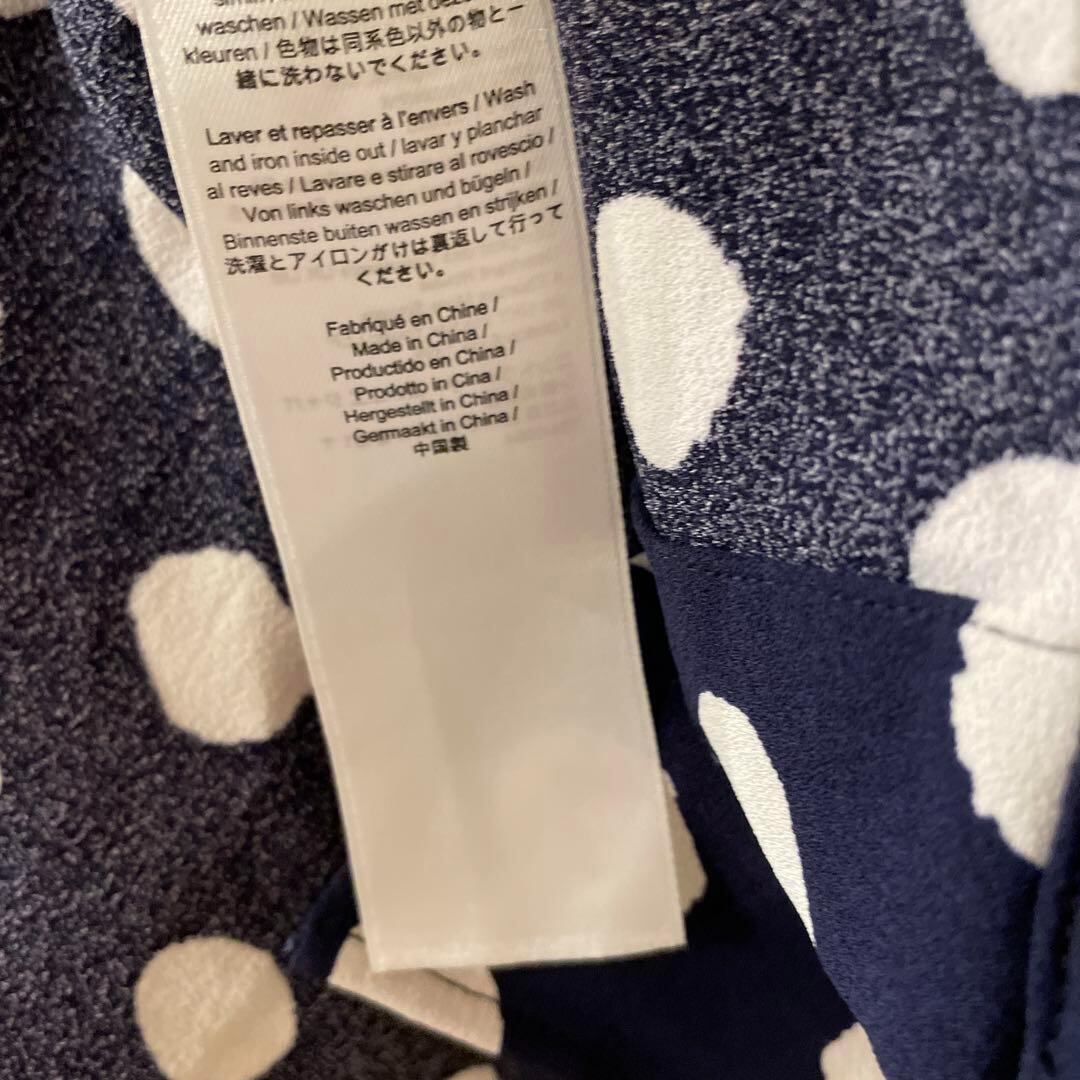 waschen / Wassen met
kleuren / 色物は同系色以外の物と一
緒に洗わないでください。
Laver et repasser à l'envers / Wash
and iron inside out / lavar y planchar
al reves / Lavare e stirare al rovescio /
Von links waschen und bügeln /
Binnenste buiten wassen en strijken /
洗濯とアイロンがけは裏返して行って
ください。
Fabriqué en Chine /
Made in China /
Productido en China /
Prodotto in Cina /
Hergestellt in China /
Germaakt in China /
中国製